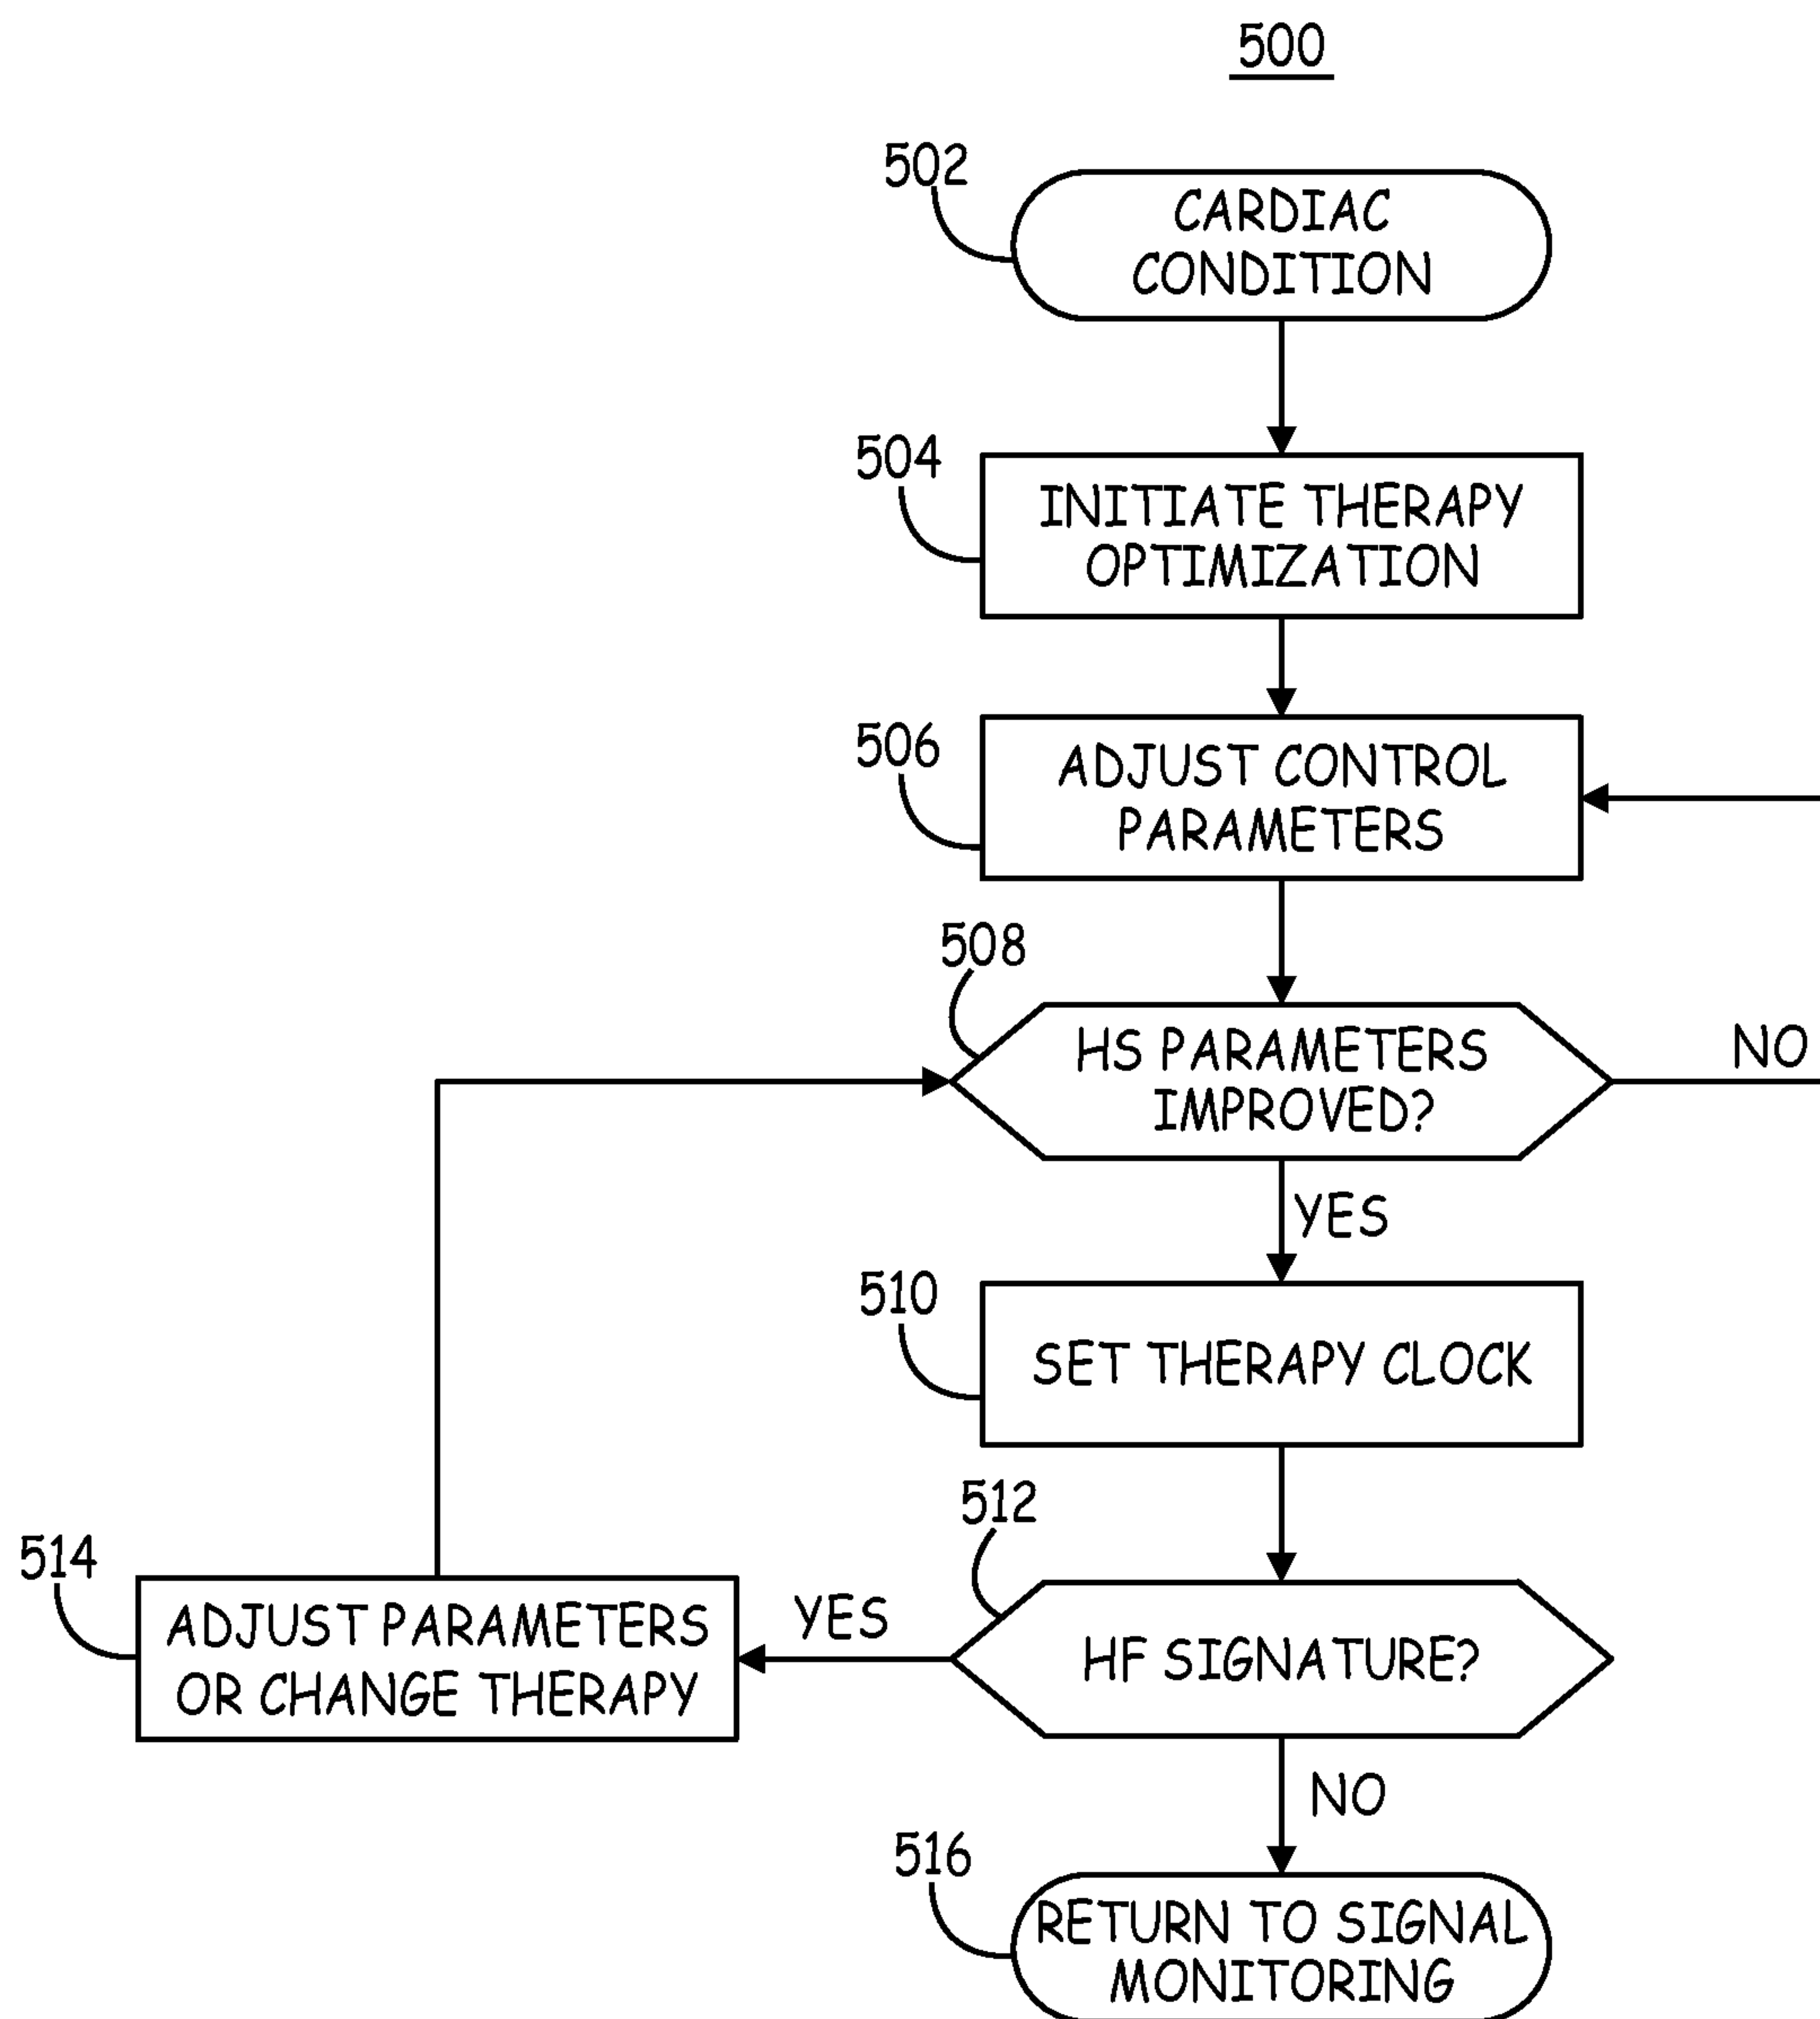 500
502
CARDIAC
CONDITION
504
INITIATE THERAPY
OPTIMIZATION
506
ADJUST CONTROL
PARAMETERS
508
HS PARAMETERS
IMPROVED?
NO
YES
510
SET THERAPY CLOCK
512
HF SIGNATURE?
YES
514
ADJUST PARAMETERS
OR CHANGE THERAPY
NO
516
RETURN TO SIGNAL
MONITORING